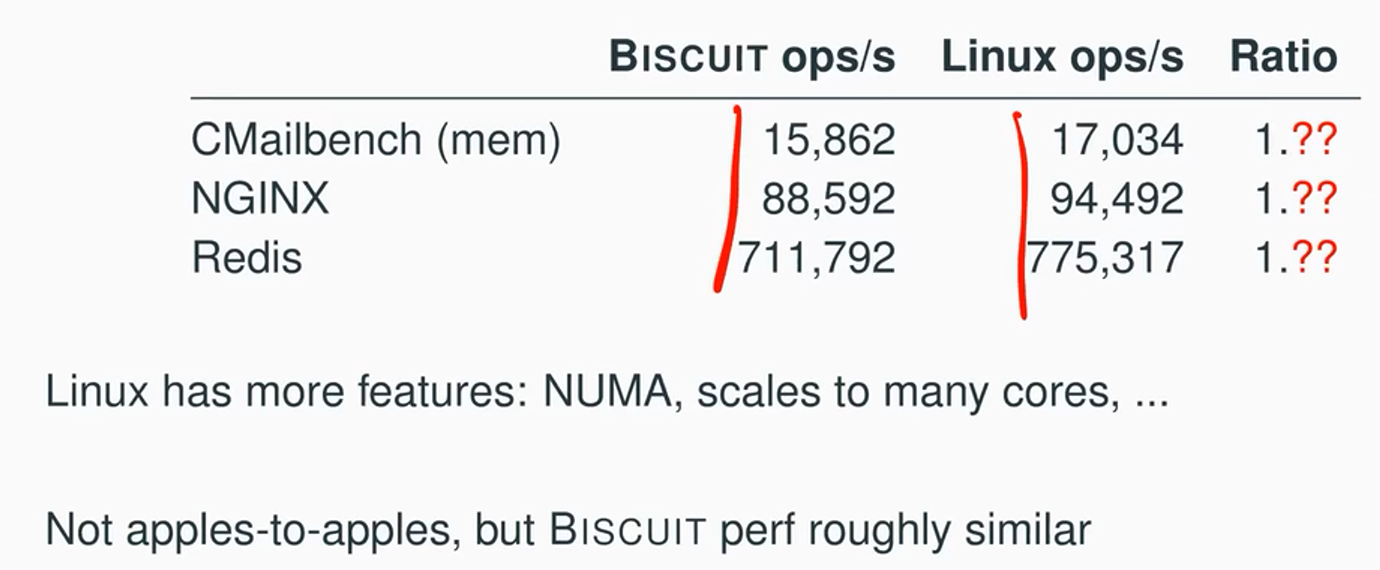 BISCUIT ops/s Linux ops/s Ratio
CMailbench (mem) 15,862 17,034 1.??
NGINX 88,592 94,492 1.??
Redis 711,792 775,317 1.??
Linux has more features: NUMA, scales to many cores, ...
Not apples-to-apples, but BISCUIT perf roughly similar